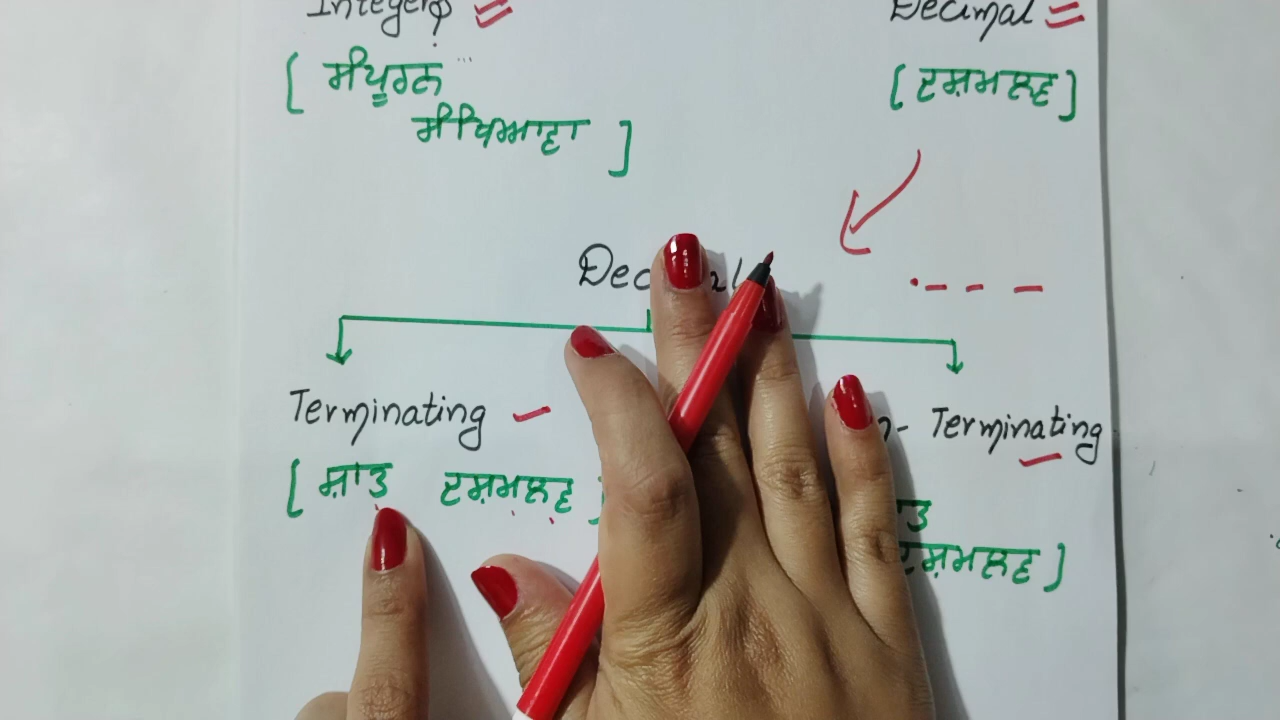 Integers
Decimal
[ ਸੰਪੂਰਨ
ਸੰਖਿਆਵਾ ]
[ਦਸ਼ਮਲਵ]
Terminating
- Terminating
[ ਸ਼ਾਤ ਦਸ਼ਮਲਵ ]
ਦਸ਼ਮਲਵ ]